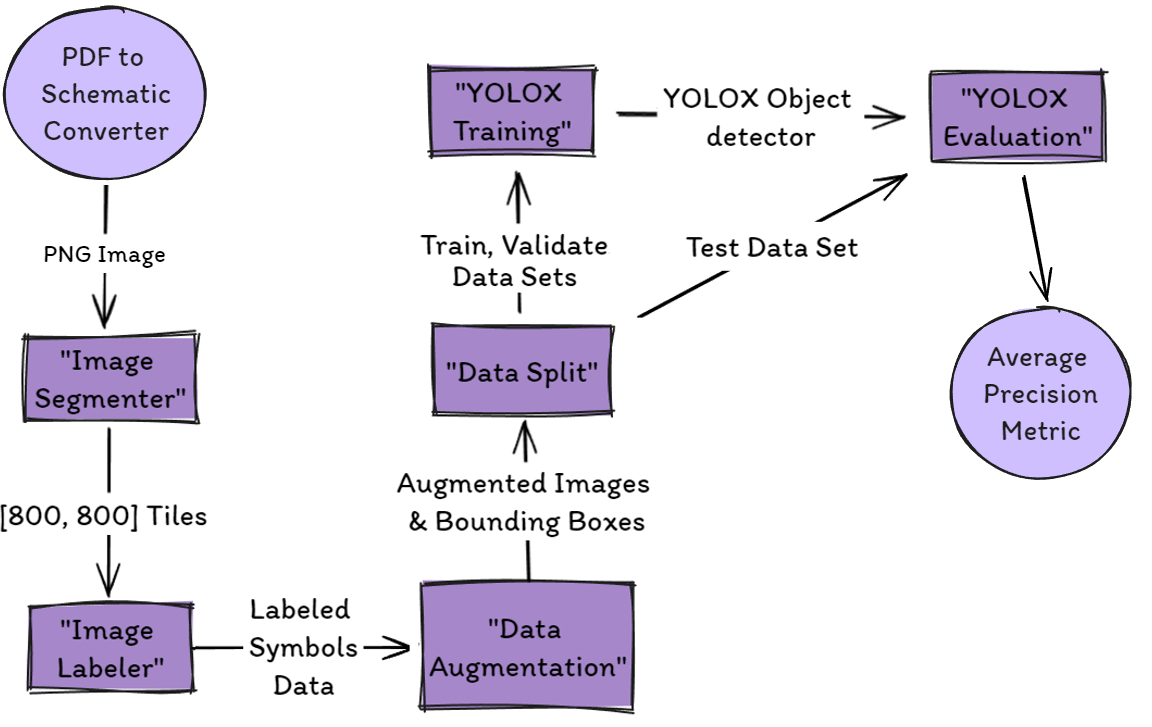 PDF to
Schematic
Converter
PNG Image
"Image
Segmenter"
[800, 800] Tiles
"Image
Labeler"
Labeled
Symbols
Data
"Data
Augmentation"
Augmented Images
& Bounding Boxes
"Data Split"
Train, Validate
Data Sets
"YOLOX
Training"
YOLOX Object
detector
Test Data Set
"YOLOX
Evaluation"
Average
Precision
Metric